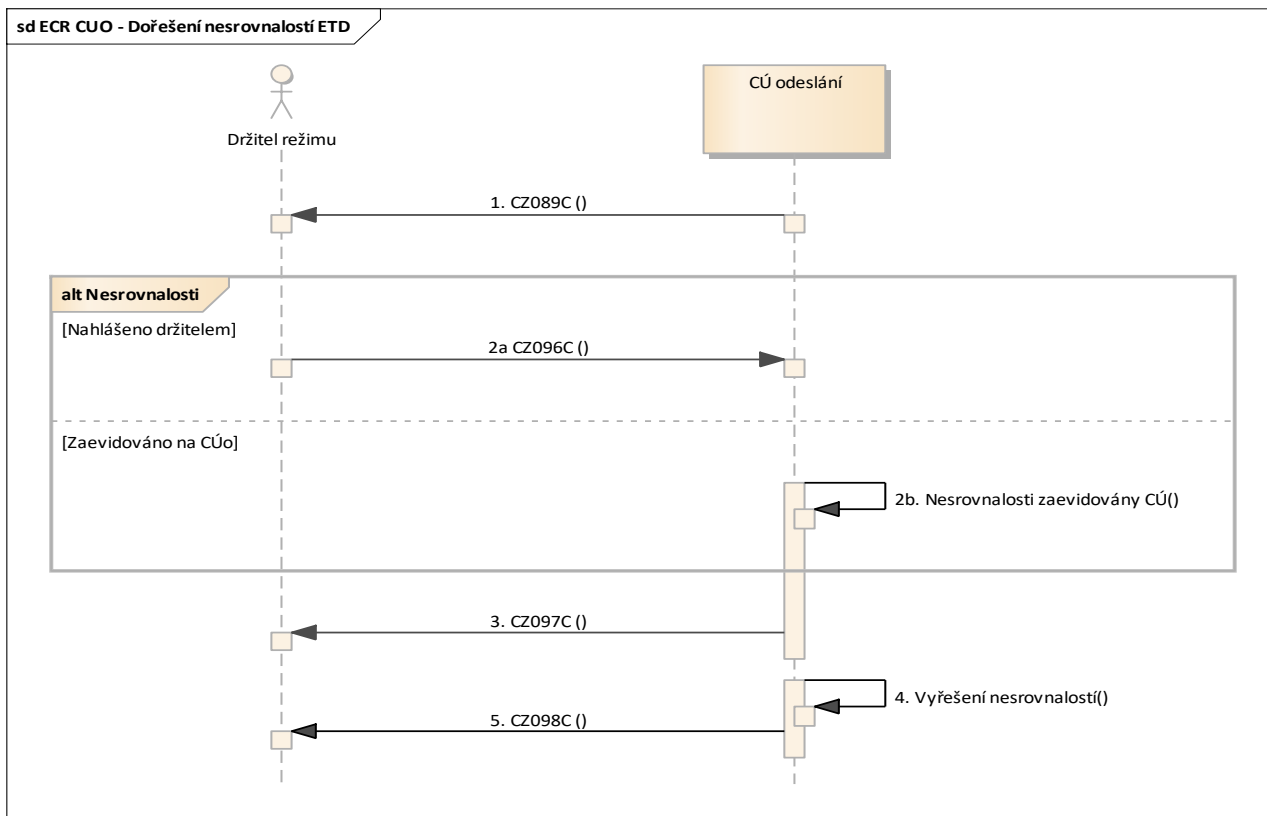 sd ECR CUO - Dořešení nesrovnalostí ETD
Držitel režimu
CÚ odeslání
1. CZ089C ()
alt Nesrovnalosti
[Nahlášeno držitelem]
2a CZ096C ()
[Zaevidováno na CÚo]
2b. Nesrovnalosti zaevidovány CÚ()
3. CZ097C ()
4. Vyřešení nesrovnalostí()
5. CZ098C ()